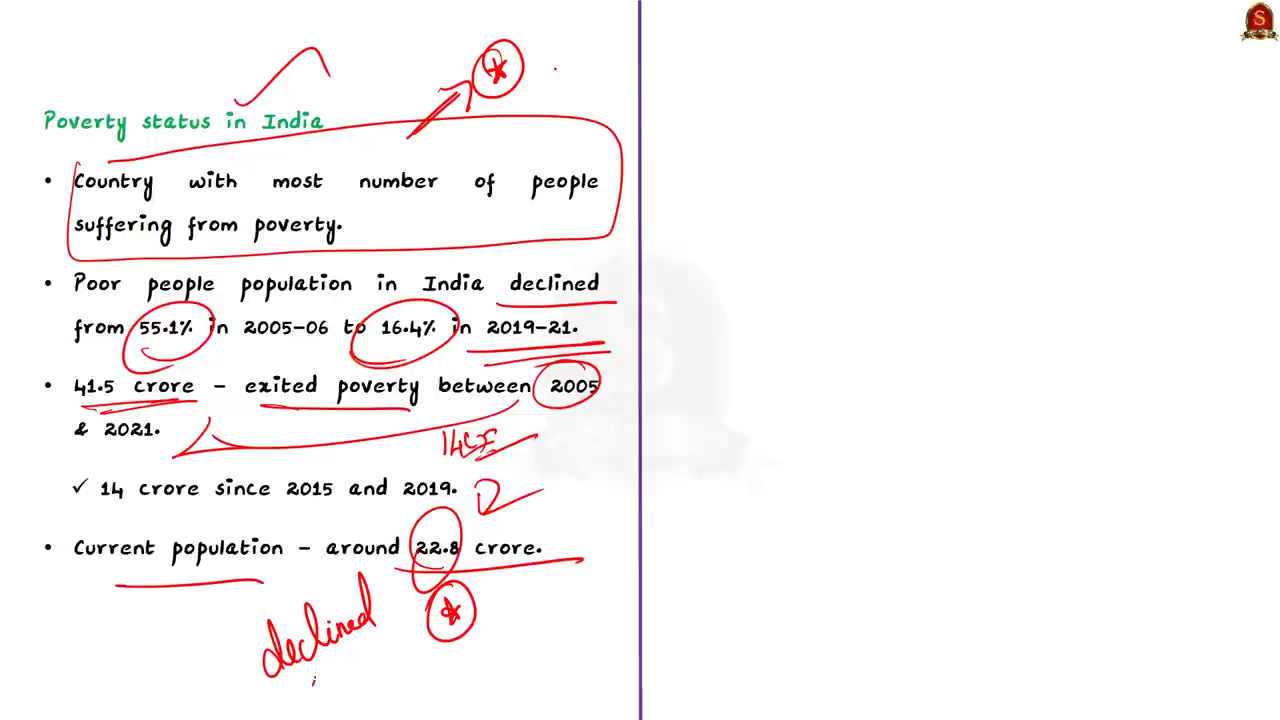 Poverty status in India
• Country with most number of people
suffering from poverty.
• Poor people population in India declined
from 55.1% in 2005-06 to 16.4% in 2019-21.
• 41.5 crore - exited poverty between 2005
& 2021.
14cr
✓ 14 crore since 2015 and 2019.
• Current population - around 22.8 crore.
declined
S